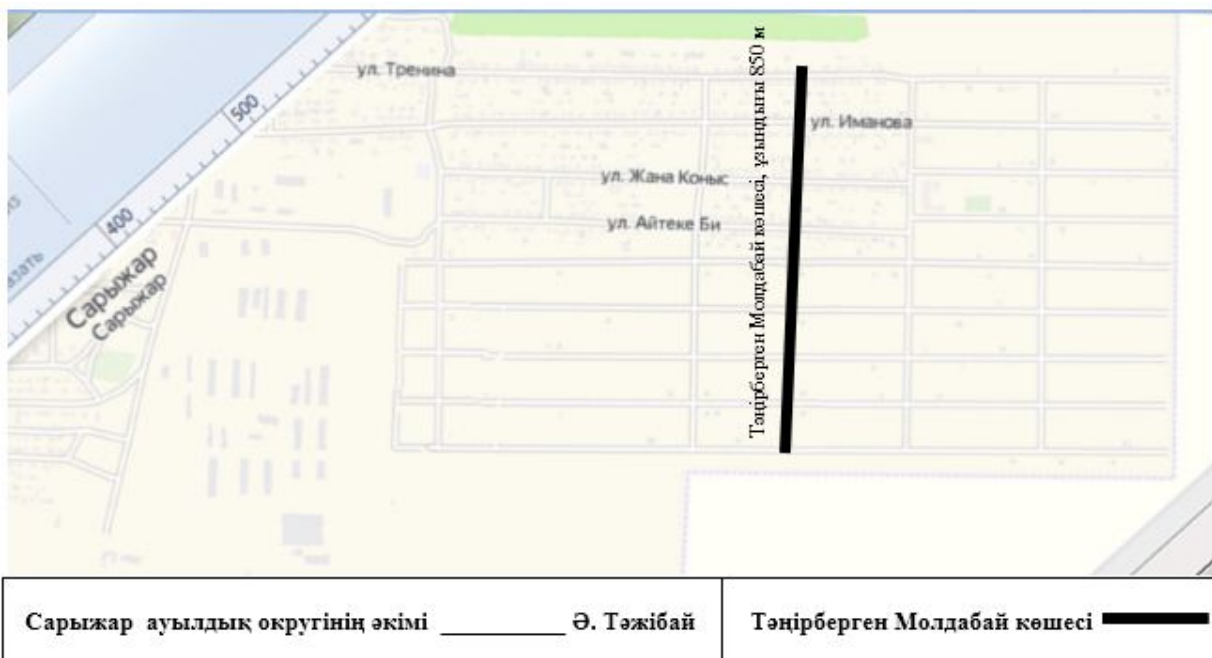 ул. Тренина
500
ул. Иманова
Тәңірберген Молдабай көшесі, ұзындығы 850 м
ул. Жана Коныс
ул. Айтеке Би
400
Сарыжар
Сарыжар
Сарыжар ауылдық округінің әкімі __________ Ә. Тәжібай
Тәңірберген Молдабай көшесі